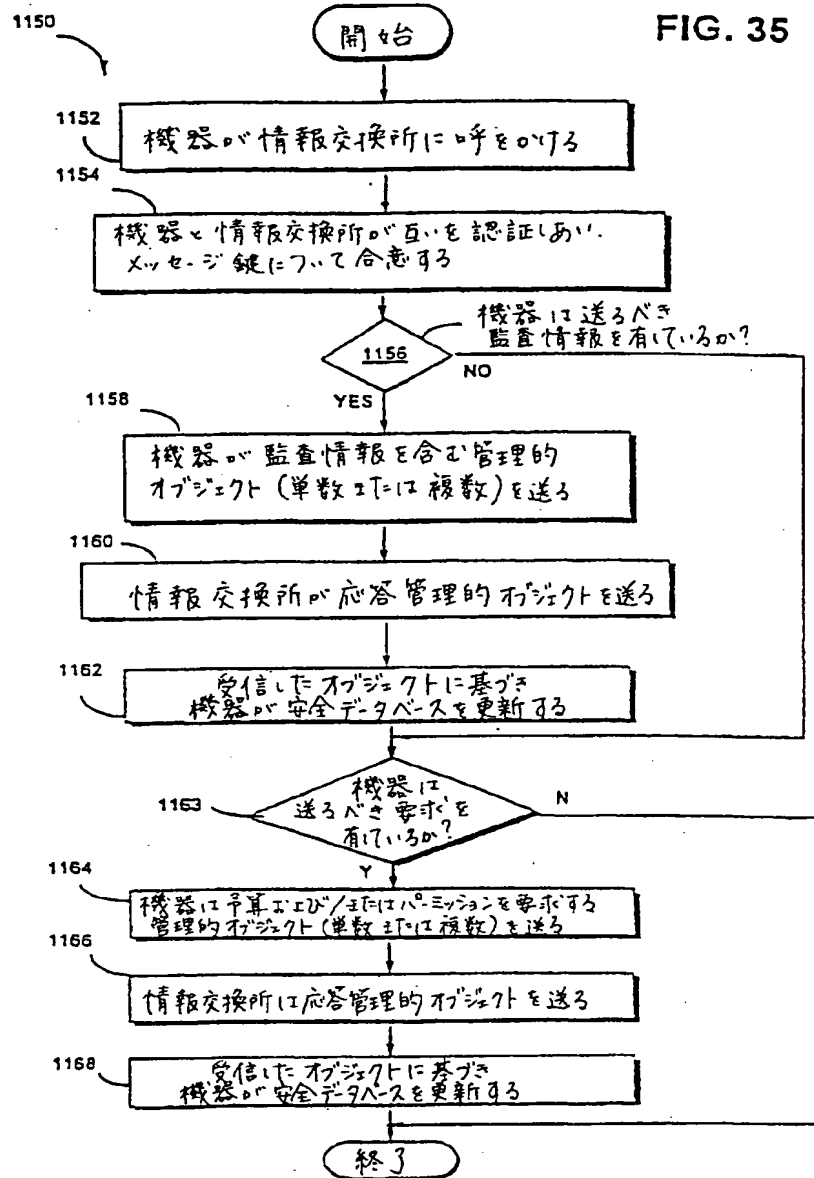 FIG. 35
1150
開始
1152
機器が情報交換所に呼をかける
1154
機器と情報交換所が互いを認証しあい、
メッセージ鍵について合意する
機器は送るべき
監査情報を有しているか?
1156
NO
YES
1158
機器が監査情報を含む管理的
オブジェクト(単数または複数)を送る
1160
情報交換所が応答管理的オブジェクトを送る
1162
受信したオブジェクトに基づき
機器が安全データベースを更新する
機器は
1163
送るべき要求を
有しているか?
N
Y
1164
機器は予算および/またはパーミッションを要求する
管理的オブジェクト(単数または複数)を送る
1166
情報交換所は応答管理的オブジェクトを送る
1168
受信したオブジェクトに基づき
機器が安全データベースを更新する
終了